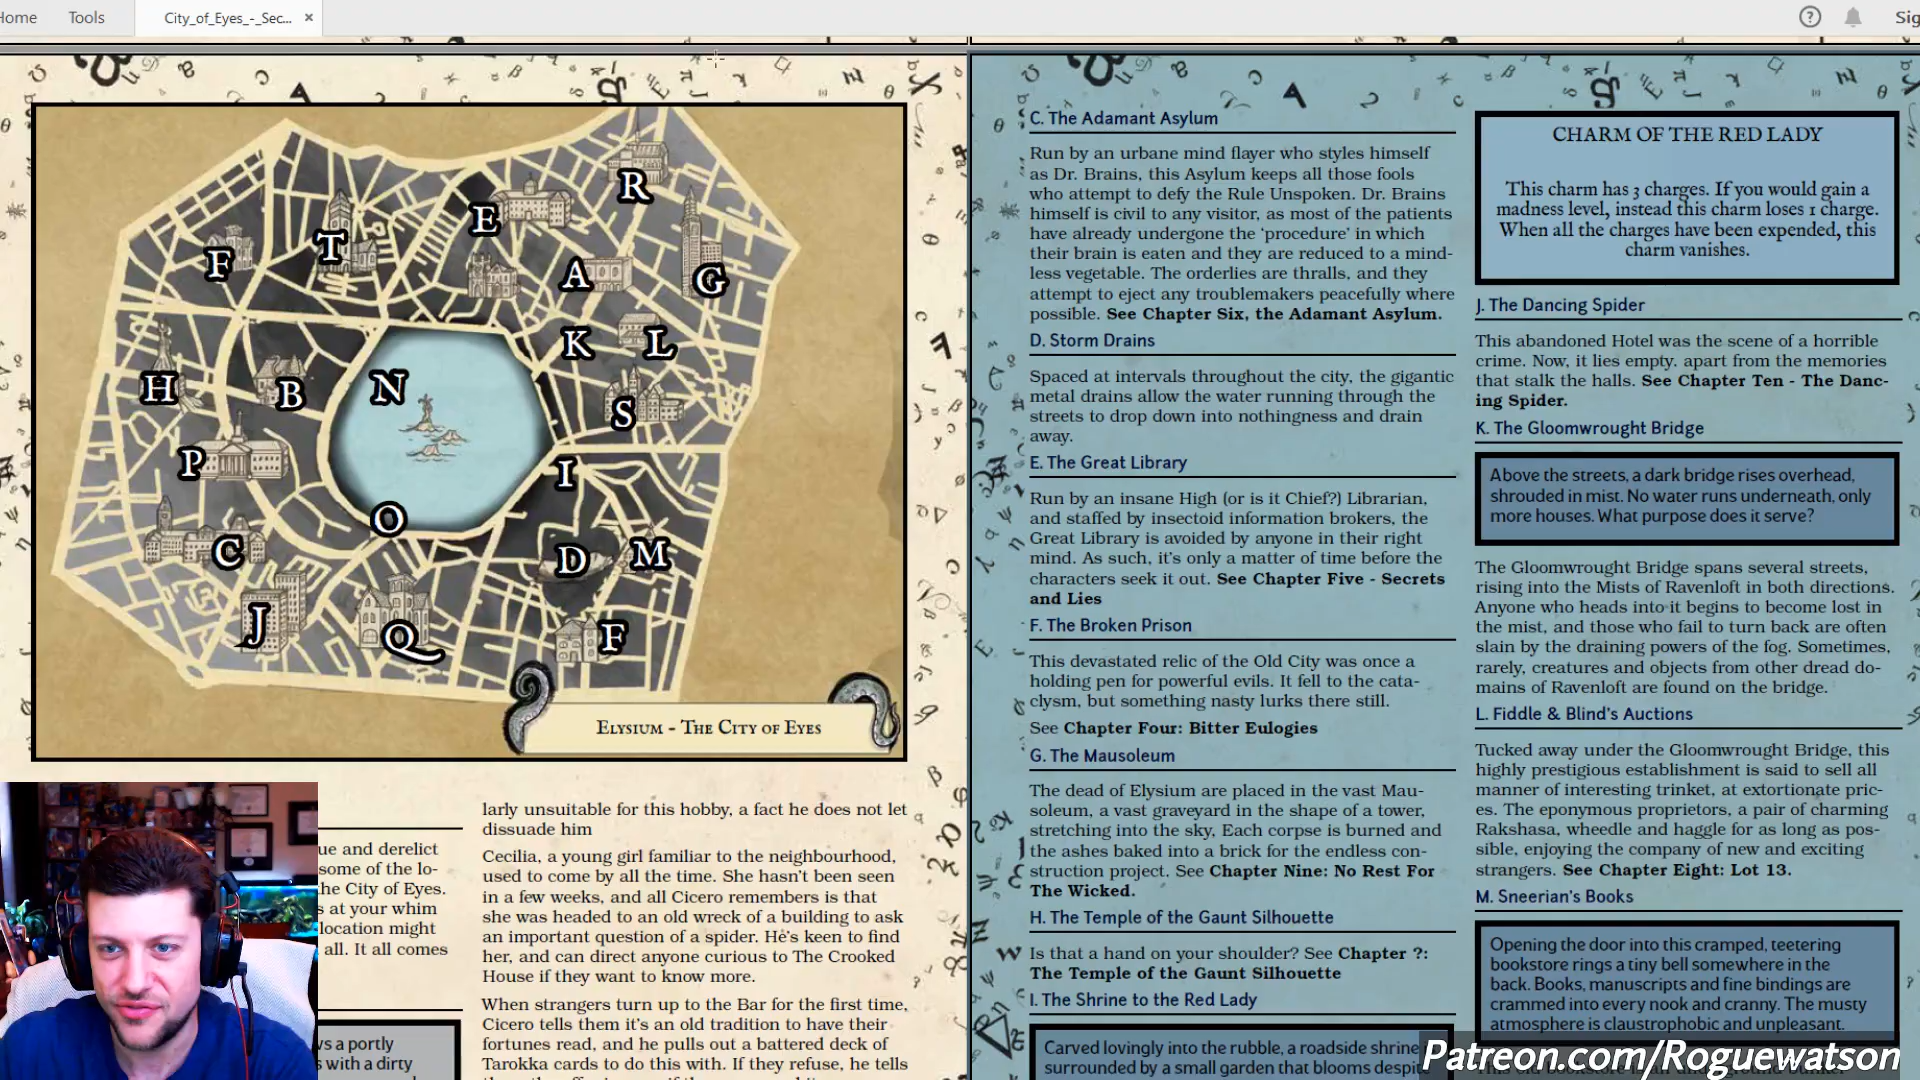 Home
Tools
City_of_Eyes_-_Sec...
×
?
Sig
R
E
T
F
A
G
K
L
H
B
N
S
P
I
O
C
D
M
J
Q
F
Elysium - The City of Eyes
ue and derelict
some of the lo-
he City of Eyes.
s at your whim
location might
all. It all comes
vs a portly
s with a dirty
larly unsuitable for this hobby, a fact he does not let
dissuade him
Cecilia, a young girl familiar to the neighbourhood,
used to come by all the time. She hasn't been seen
in a few weeks, and all Cicero remembers is that
she was headed to an old wreck of a building to ask
an important question of a spider. He's keen to find
her, and can direct anyone curious to The Crooked
House if they want to know more.
When strangers turn up to the Bar for the first time,
Cicero tells them it's an old tradition to have their
fortunes read, and he pulls out a battered deck of
Tarokka cards to do this with. If they refuse, he tells
C. The Adamant Asylum
Run by an urbane mind flayer who styles himself
as Dr. Brains, this Asylum keeps all those fools
who attempt to defy the Rule Unspoken. Dr. Brains
himself is civil to any visitor, as most of the patients
have already undergone the 'procedure' in which
their brain is eaten and they are reduced to a mind-
less vegetable. The orderlies are thralls, and they
attempt to eject any troublemakers peacefully where
possible. See Chapter Six, the Adamant Asylum.
D. Storm Drains
Spaced at intervals throughout the city, the gigantic
metal drains allow the water running through the
streets to drop down into nothingness and drain
away.
E. The Great Library
Run by an insane High (or is it Chief?) Librarian,
and staffed by insectoid information brokers, the
Great Library is avoided by anyone in their right
mind. As such, it's only a matter of time before the
characters seek it out. See Chapter Five - Secrets
and Lies
F. The Broken Prison
This devastated relic of the Old City was once a
holding pen for powerful evils. It fell to the cata-
clysm, but something nasty lurks there still.
See Chapter Four: Bitter Eulogies
G. The Mausoleum
The dead of Elysium are placed in the vast Mau-
soleum, a vast graveyard in the shape of a tower,
stretching into the sky, Each corpse is burned and
the ashes baked into a brick for the endless con-
struction project. See Chapter Nine: No Rest For
The Wicked.
H. The Temple of the Gaunt Silhouette
Is that a hand on your shoulder? See Chapter ?:
The Temple of the Gaunt Silhouette
I. The Shrine to the Red Lady
Carved lovingly into the rubble, a roadside shrine
surrounded by a small garden that blooms despite
CHARM OF THE RED LADY
This charm has 3 charges. If you would gain a
madness level, instead this charm loses 1 charge.
When all the charges have been expended, this
charm vanishes.
J. The Dancing Spider
This abandoned Hotel was the scene of a horrible
crime. Now, it lies empty. apart from the memories
that stalk the halls. See Chapter Ten - The Danc-
ing Spider.
K. The Gloomwrought Bridge
Above the streets, a dark bridge rises overhead,
shrouded in mist. No water runs underneath, only
more houses. What purpose does it serve?
The Gloomwrought Bridge spans several streets,
rising into the Mists of Ravenloft in both directions.
Anyone who heads into it begins to become lost in
the mist, and those who fail to turn back are often
slain by the draining powers of the fog. Sometimes,
rarely, creatures and objects from other dread do-
mains of Ravenloft are found on the bridge.
L. Fiddle & Blind's Auctions
Tucked away under the Gloomwrought Bridge, this
highly prestigious establishment is said to sell all
manner of interesting trinket, at extortionate pric-
es. The eponymous proprietors, a pair of charming
Rakshasa, wheedle and haggle for as long as pos-
sible, enjoying the company of new and exciting
strangers. See Chapter Eight: Lot 13.
M. Sneerian's Books
Opening the door into this cramped, teetering
bookstore rings a tiny bell somewhere in the
back. Books, manuscripts and fine bindings are
crammed into every nook and cranny. The musty
atmosphere is claustrophobic and unpleasant.
Patreon.com/Roguewatson